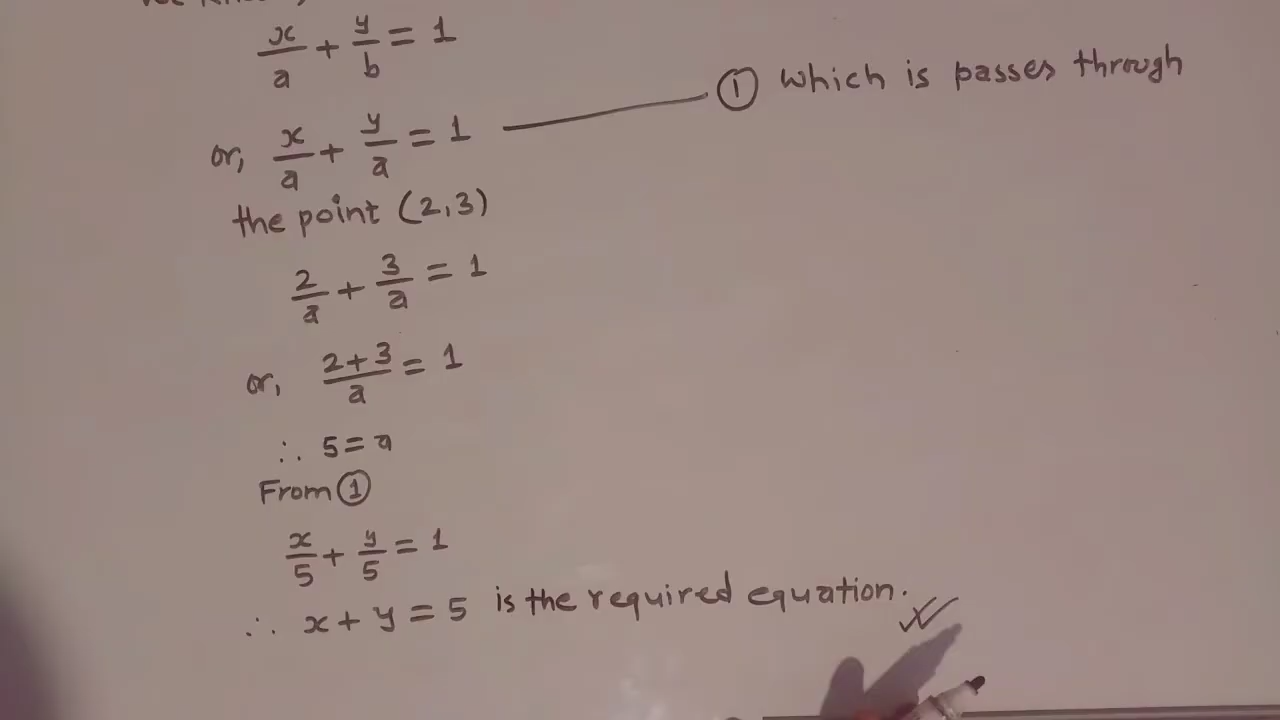 x/a + y/b = 1
or, x/a + y/a = 1 ——— ① which is passes through
the point (2,3)
2/a + 3/a = 1
or, (2+3)/a = 1
∴ 5 = a
From ①
x/5 + y/5 = 1
∴ x + y = 5 is the required equation.